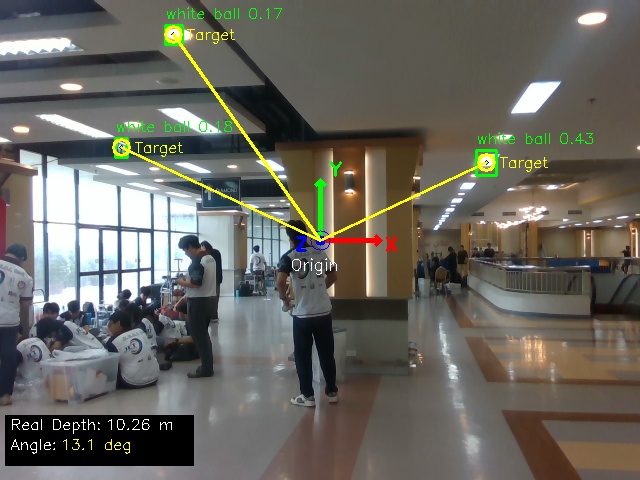 white ball 0.17
Target
white ball 0.18
Target
white ball 0.43
Target
Y
Z
X
Origin
Real Depth: 10.26 m
Angle: 13.1 deg